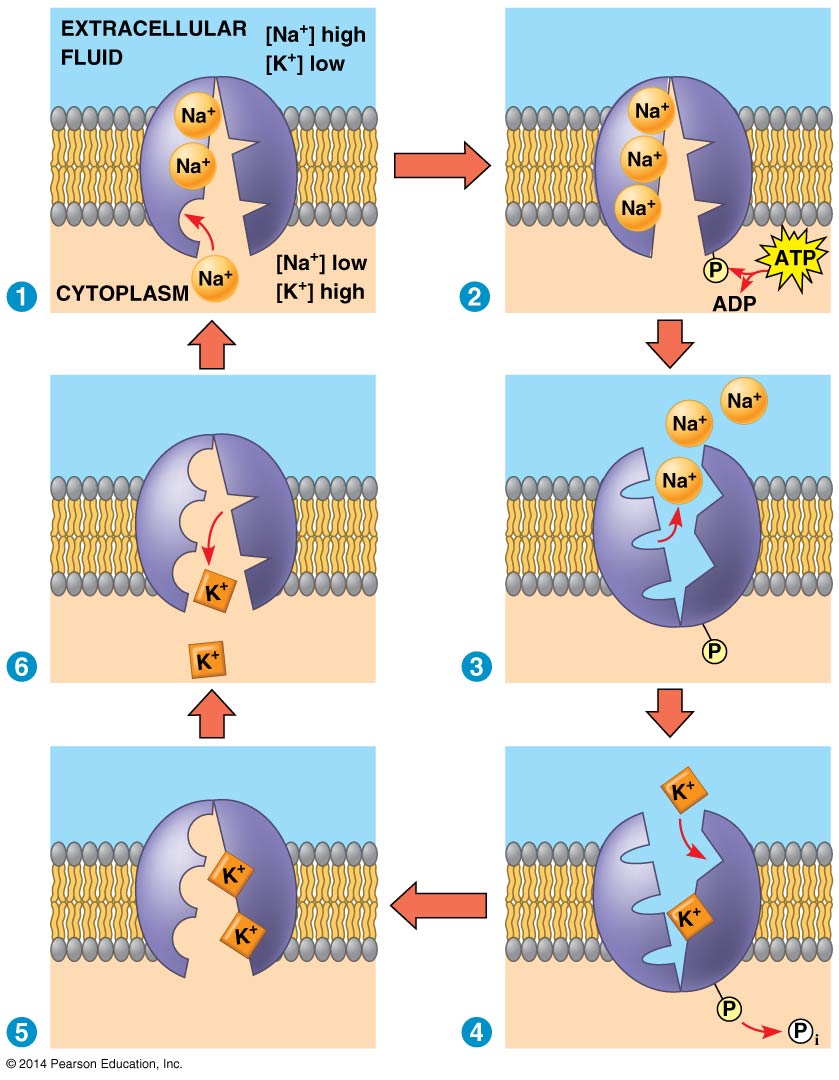 EXTRACELLULAR
FLUID
[Na+] high
[K+] low
Na+
Na+
Na+
[Na+] low
[K+] high
CYTOPLASM
1
Na+
Na+
Na+
P
ATP
ADP
2
Na+
Na+
Na+
P
3
K+
K+
P
Pi
4
K+
K+
5
K+
K+
6
© 2014 Pearson Education, Inc.